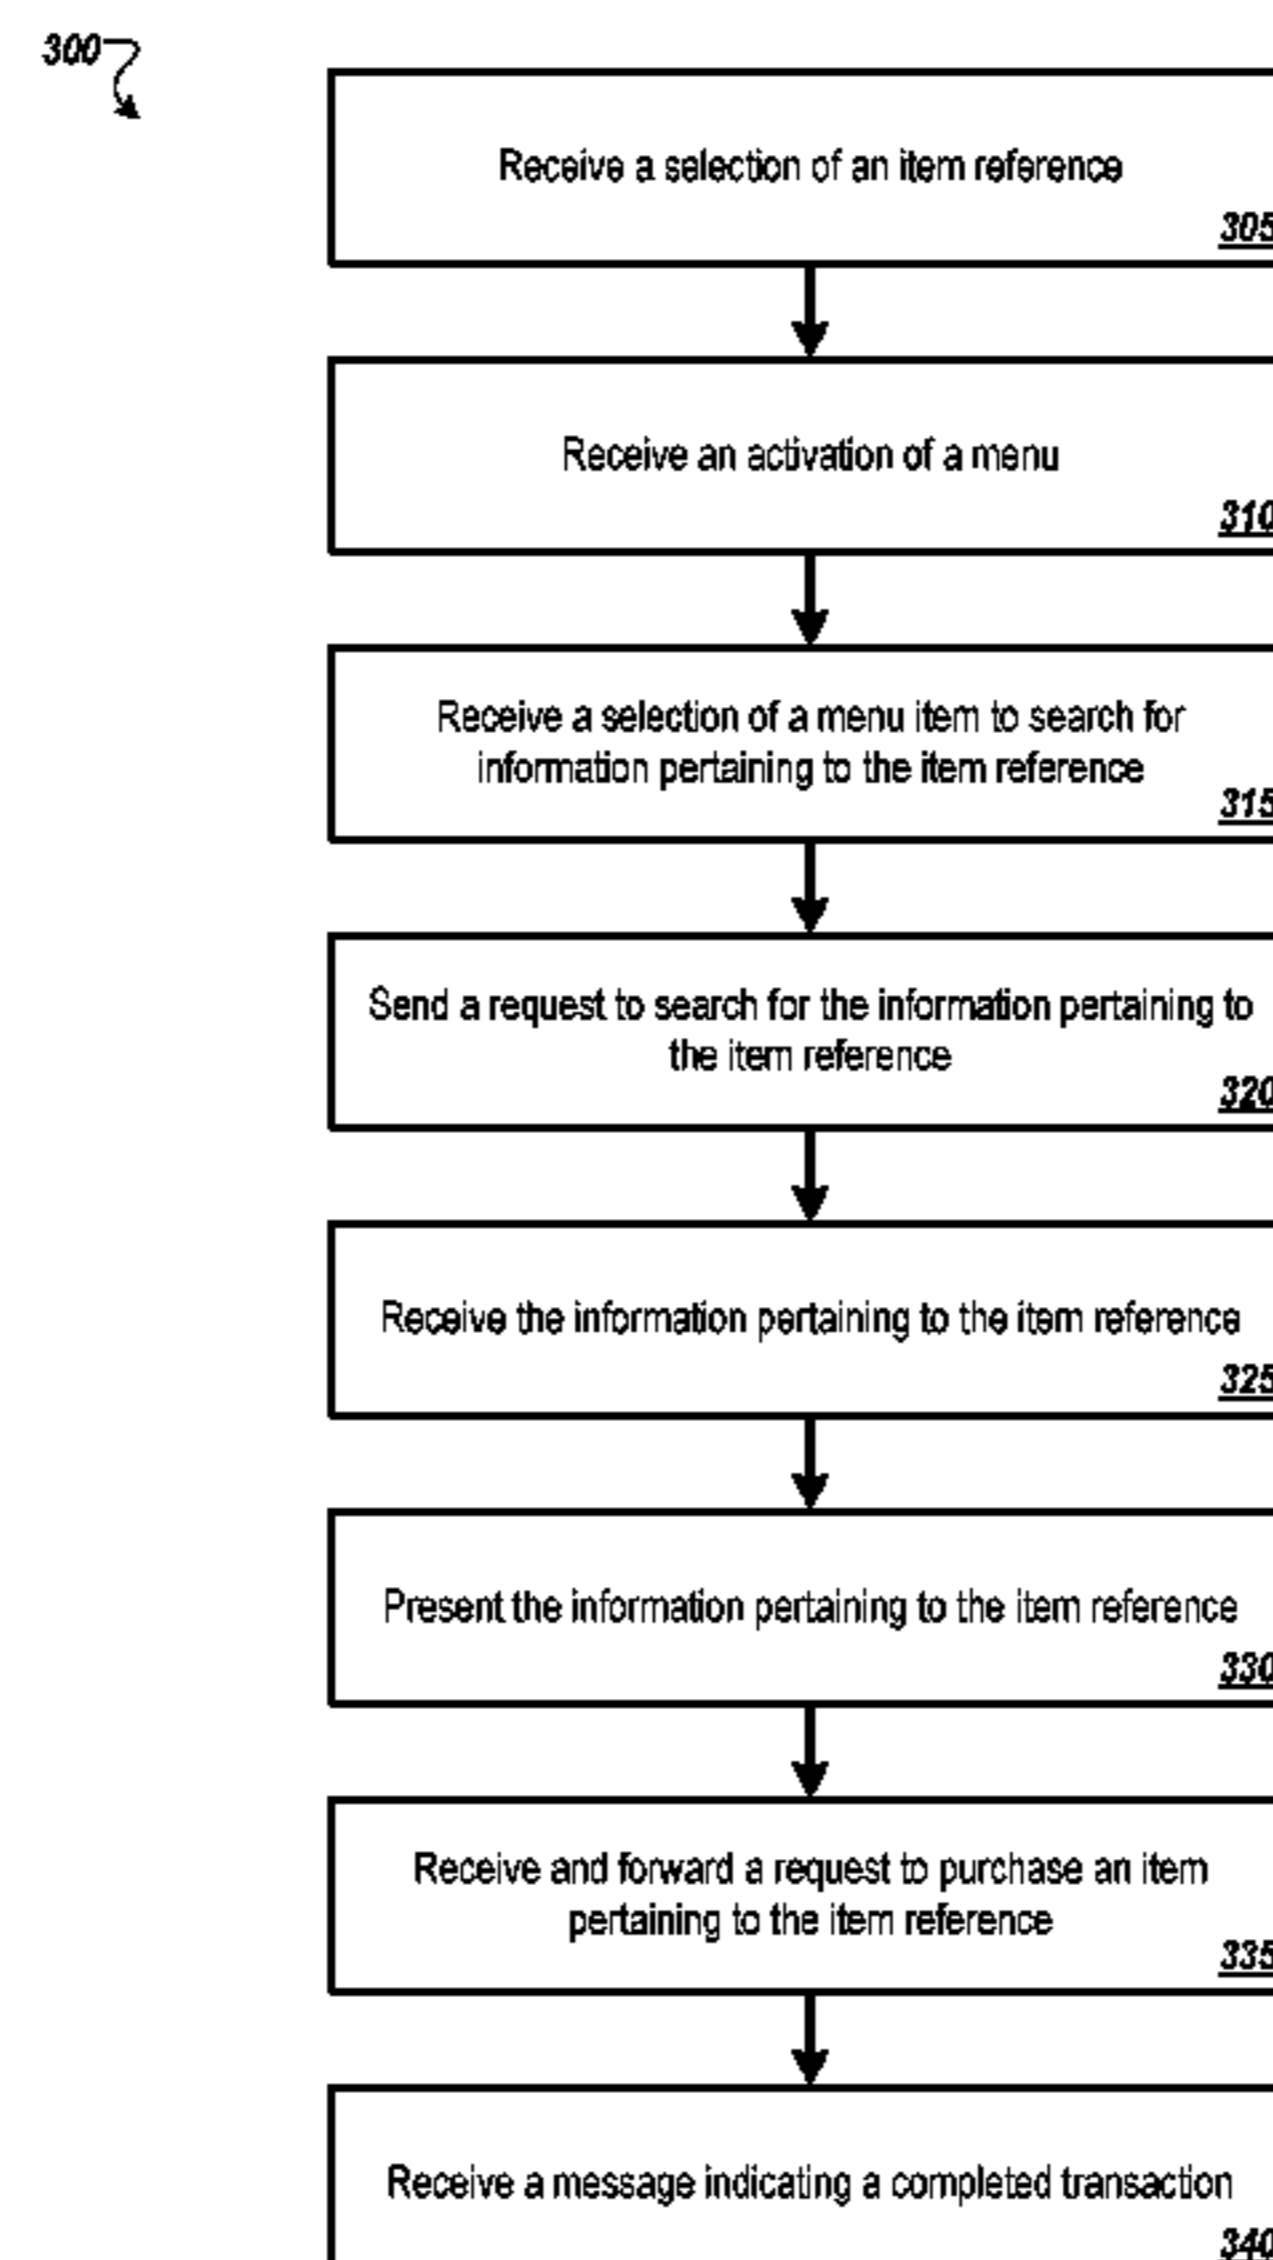 300
Receive a selection of an item reference
305
Receive an activation of a menu
310
Receive a selection of a menu item to search for
information pertaining to the item reference
315
Send a request to search for the information pertaining to
the item reference
320
Receive the information pertaining to the item reference
325
Present the information pertaining to the item reference
330
Receive and forward a request to purchase an item
pertaining to the item reference
335
Receive a message indicating a completed transaction
340